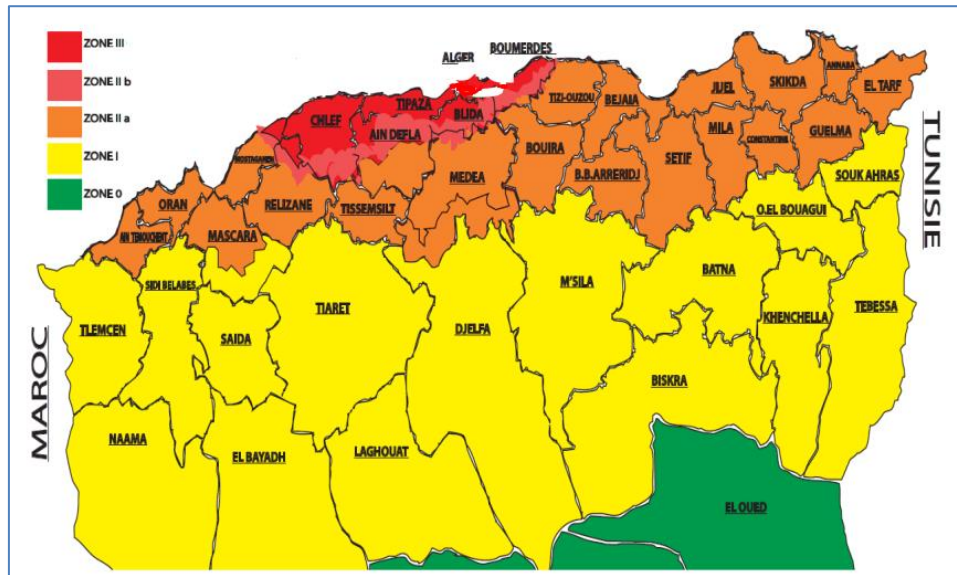 ZONE III
ZONE II b
ZONE II a
ZONE I
ZONE 0
BOUMERDES
ALGER
TIPAZA
BLIDA
CHLEF
AIN DEFLA
TIZI-OUZOU
BEJAIA
JIJEL
SKIKDA
ANNABA
EL TARF
MOSTAGANEM
BOUIRA
MILA
CONSTANTINE
GUELMA
MEDEA
B.B.ARRERIDJ
SETIF
SOUK AHRAS
ORAN
RELIZANE
TISSEMSILT
O.EL BOUAGUI
AIN TEMOUCHENT
MASCARA
TUNISIE
SIDI BELABES
M'SILA
BATNA
TLEMCEN
SAIDA
TIARET
DJELFA
KHENCHELLA
TEBESSA
BISKRA
MAROC
NAAMA
EL BAYADH
LAGHOUAT
EL OUED